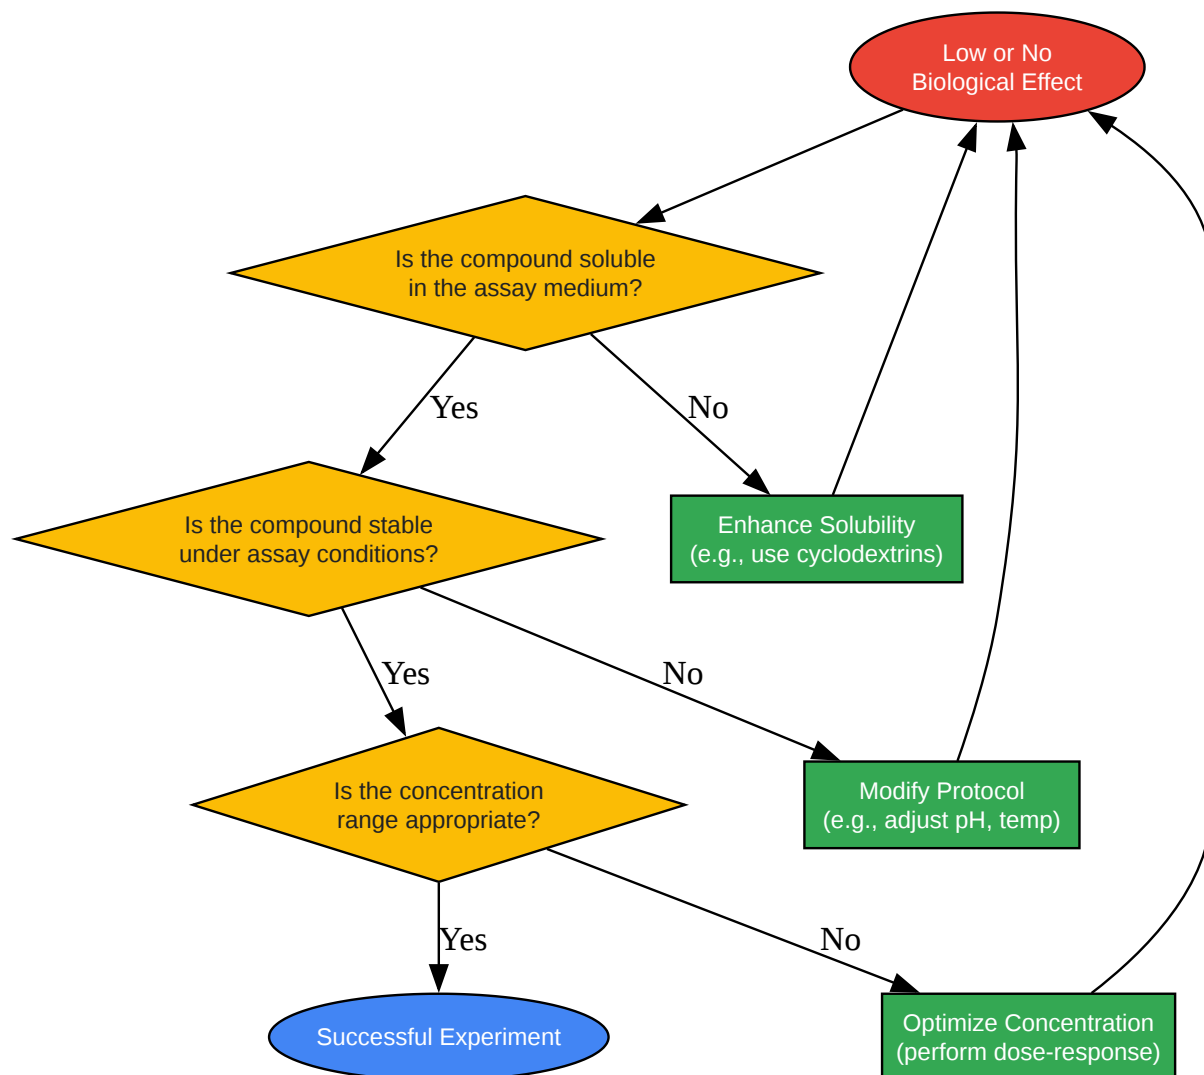 Low or No
Biological Effect
Is the compound soluble
in the assay medium?
Yes
No
Is the compound stable
under assay conditions?
Enhance Solubility
(e.g., use cyclodextrins)
Yes
No
Is the concentration
range appropriate?
Modify Protocol
(e.g., adjust pH, temp)
Yes
No
Successful Experiment
Optimize Concentration
(perform dose-response)